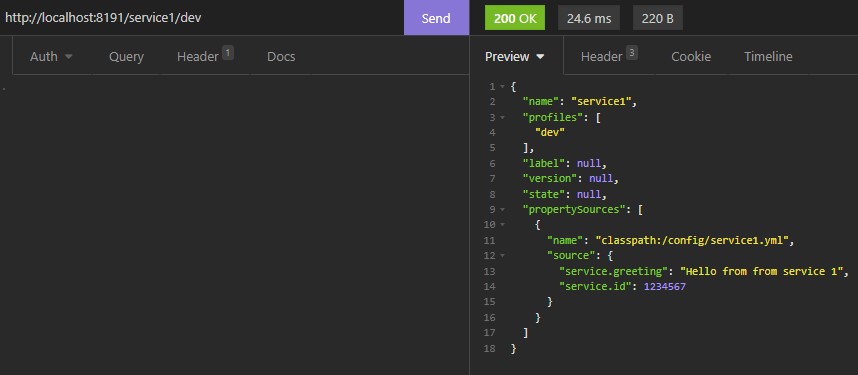 http://localhost:8191/service1/dev Send 200 OK 24.6 ms 220 B
Auth Query Header 1 Docs Preview Header 3 Cookie Timeline
1 {
2 "name": "service1",
3 "profiles": [
4 "dev"
5 ],
6 "label": null,
7 "version": null,
8 "state": null,
9 "propertySources": [
10 {
11 "name": "classpath:/config/service1.yml",
12 "source": {
13 "service.greeting": "Hello from from service 1",
14 "service.id": 1234567
15 }
16 }
17 ]
18 }